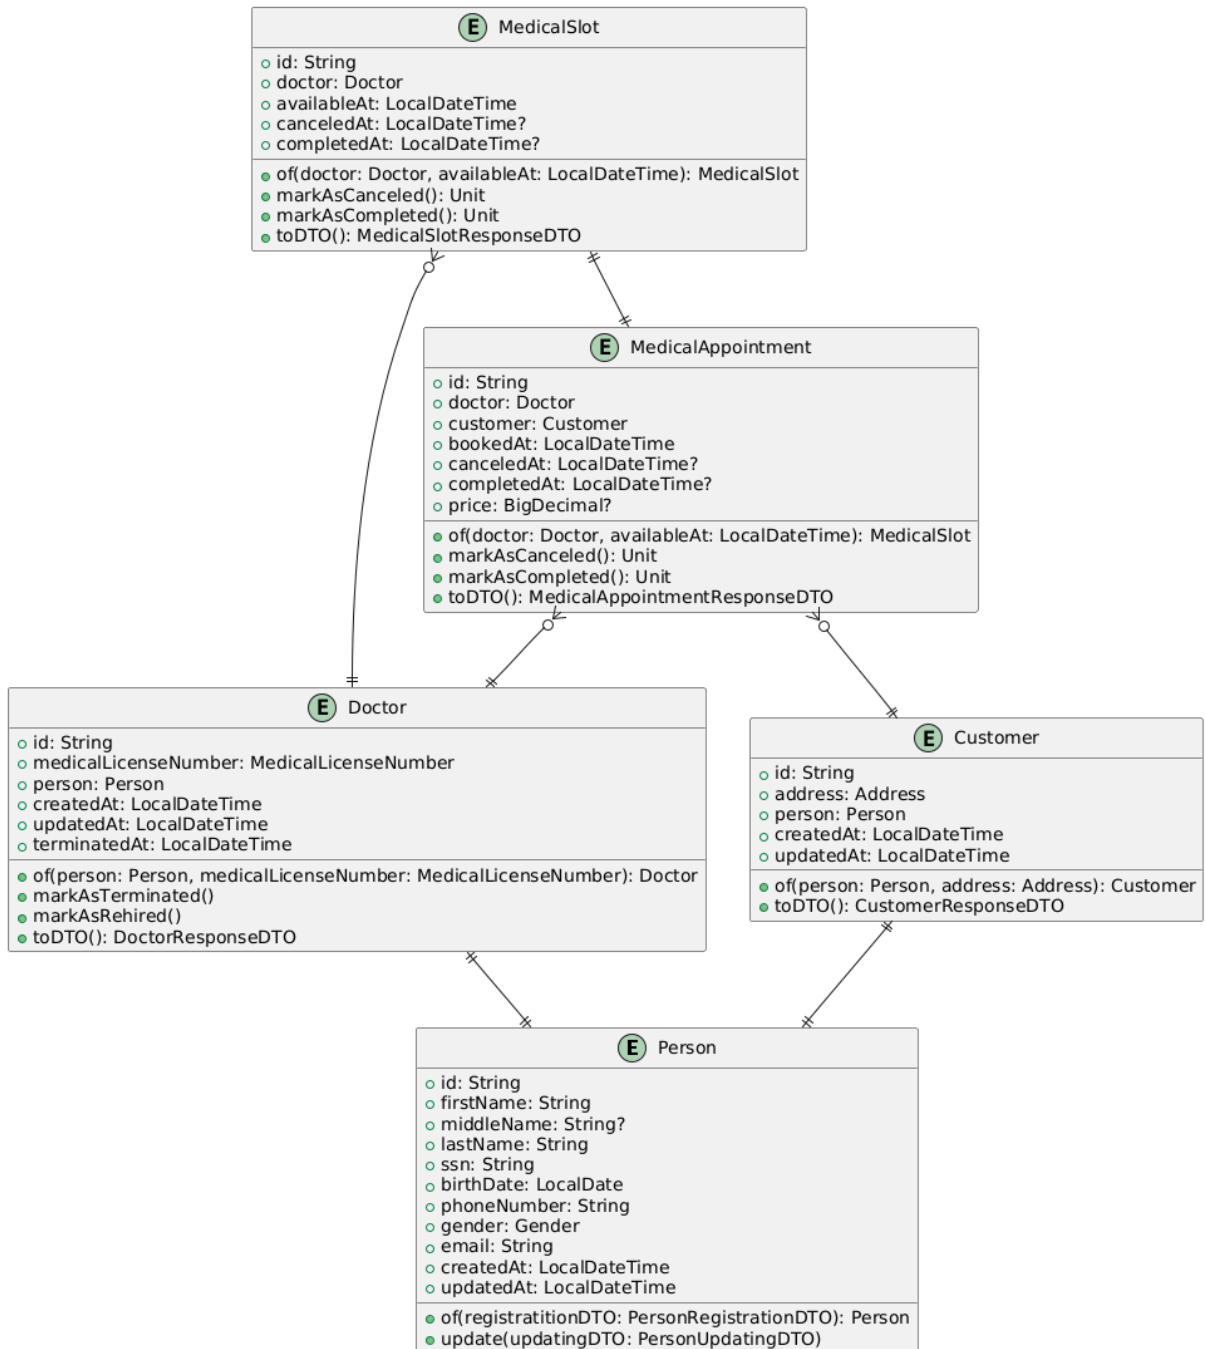 E MedicalSlot
id: String
doctor: Doctor
availableAt: LocalDateTime
canceledAt: LocalDateTime?
completedAt: LocalDateTime?
of(doctor: Doctor, availableAt: LocalDateTime): MedicalSlot
markAsCanceled(): Unit
markAsCompleted(): Unit
toDTO(): MedicalSlotResponseDTO
E MedicalAppointment
id: String
doctor: Doctor
customer: Customer
bookedAt: LocalDateTime
canceledAt: LocalDateTime?
completedAt: LocalDateTime?
price: BigDecimal?
of(doctor: Doctor, availableAt: LocalDateTime): MedicalSlot
markAsCanceled(): Unit
markAsCompleted(): Unit
toDTO(): MedicalAppointmentResponseDTO
E Doctor
id: String
medicalLicenseNumber: MedicalLicenseNumber
person: Person
createdAt: LocalDateTime
updatedAt: LocalDateTime
terminatedAt: LocalDateTime
of(person: Person, medicalLicenseNumber: MedicalLicenseNumber): Doctor
markAsTerminated()
markAsRehired()
toDTO(): DoctorResponseDTO
E Customer
id: String
address: Address
person: Person
createdAt: LocalDateTime
updatedAt: LocalDateTime
of(person: Person, address: Address): Customer
toDTO(): CustomerResponseDTO
E Person
id: String
firstName: String
middleName: String?
lastName: String
ssn: String
birthDate: LocalDate
phoneNumber: String
gender: Gender
email: String
createdAt: LocalDateTime
updatedAt: LocalDateTime
of(registratitionDTO: PersonRegistrationDTO): Person
update(updatingDTO: PersonUpdatingDTO)